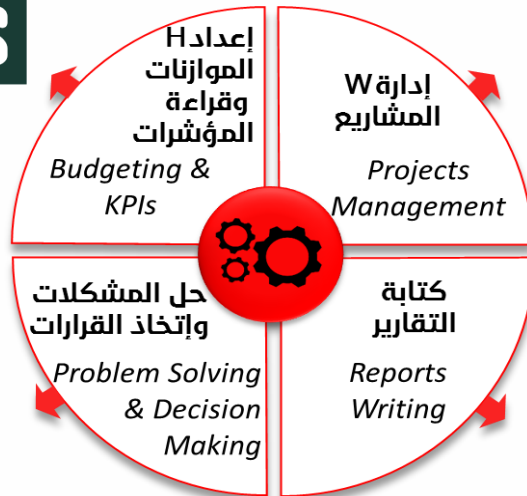 S
إعداد H
الموازنات
وقراءة
المؤشرات
Budgeting &
KPIs
إدارة W
المشاريع
Projects
Management
حل المشكلات
وإتخاذ القرارات
Problem Solving
& Decision
Making
كتابة
التقارير
Reports
Writing